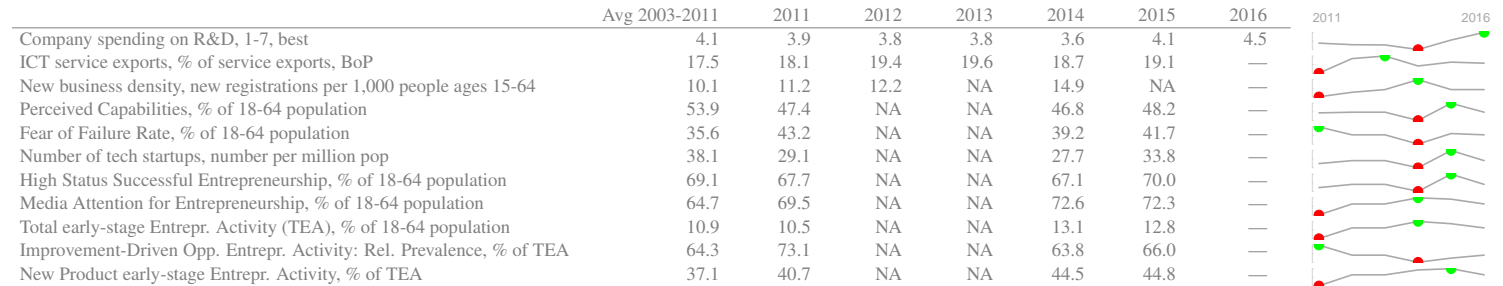 Avg 2003-2011 2011 2012 2013 2014 2015 2016 2011 2016
Company spending on R&D, 1-7, best 4.1 3.9 3.8 3.8 3.6 4.1 4.5
ICT service exports, % of service exports, BoP 17.5 18.1 19.4 19.6 18.7 19.1 —
New business density, new registrations per 1,000 people ages 15-64 10.1 11.2 12.2 NA 14.9 NA —
Perceived Capabilities, % of 18-64 population 53.9 47.4 NA NA 46.8 48.2 —
Fear of Failure Rate, % of 18-64 population 35.6 43.2 NA NA 39.2 41.7 —
Number of tech startups, number per million pop 38.1 29.1 NA NA 27.7 33.8 —
High Status Successful Entrepreneurship, % of 18-64 population 69.1 67.7 NA NA 67.1 70.0 —
Media Attention for Entrepreneurship, % of 18-64 population 64.7 69.5 NA NA 72.6 72.3 —
Total early-stage Entrepr. Activity (TEA), % of 18-64 population 10.9 10.5 NA NA 13.1 12.8 —
Improvement-Driven Opp. Entrepr. Activity: Rel. Prevalence, % of TEA 64.3 73.1 NA NA 63.8 66.0 —
New Product early-stage Entrepr. Activity, % of TEA 37.1 40.7 NA NA 44.5 44.8 —